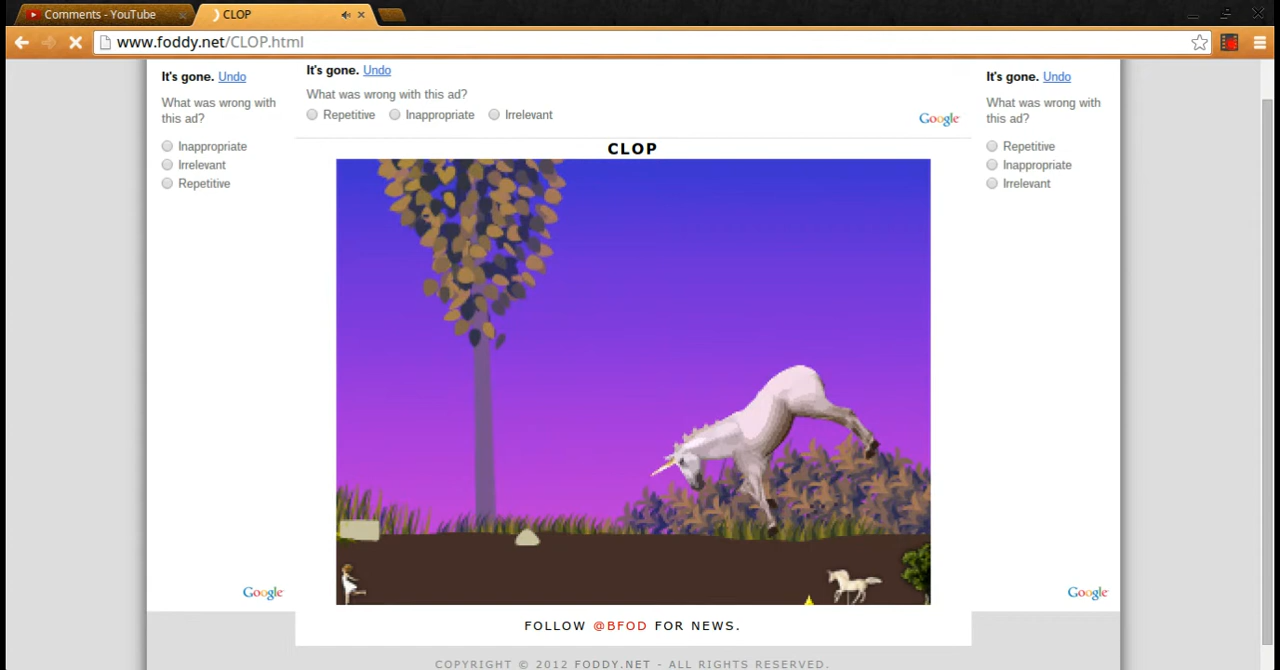 Comments - YouTube
CLOP
www.foddy.net/CLOP.html
It's gone. Undo
What was wrong with
this ad?
Inappropriate
Irrelevant
Repetitive
Google
It's gone. Undo
What was wrong with this ad?
Repetitive Inappropriate Irrelevant
Google
CLOP
FOLLOW @BFOD FOR NEWS.
COPYRIGHT © 2012 FODDY.NET - ALL RIGHTS RESERVED.
It's gone. Undo
What was wrong with
this ad?
Repetitive
Inappropriate
Irrelevant
Google